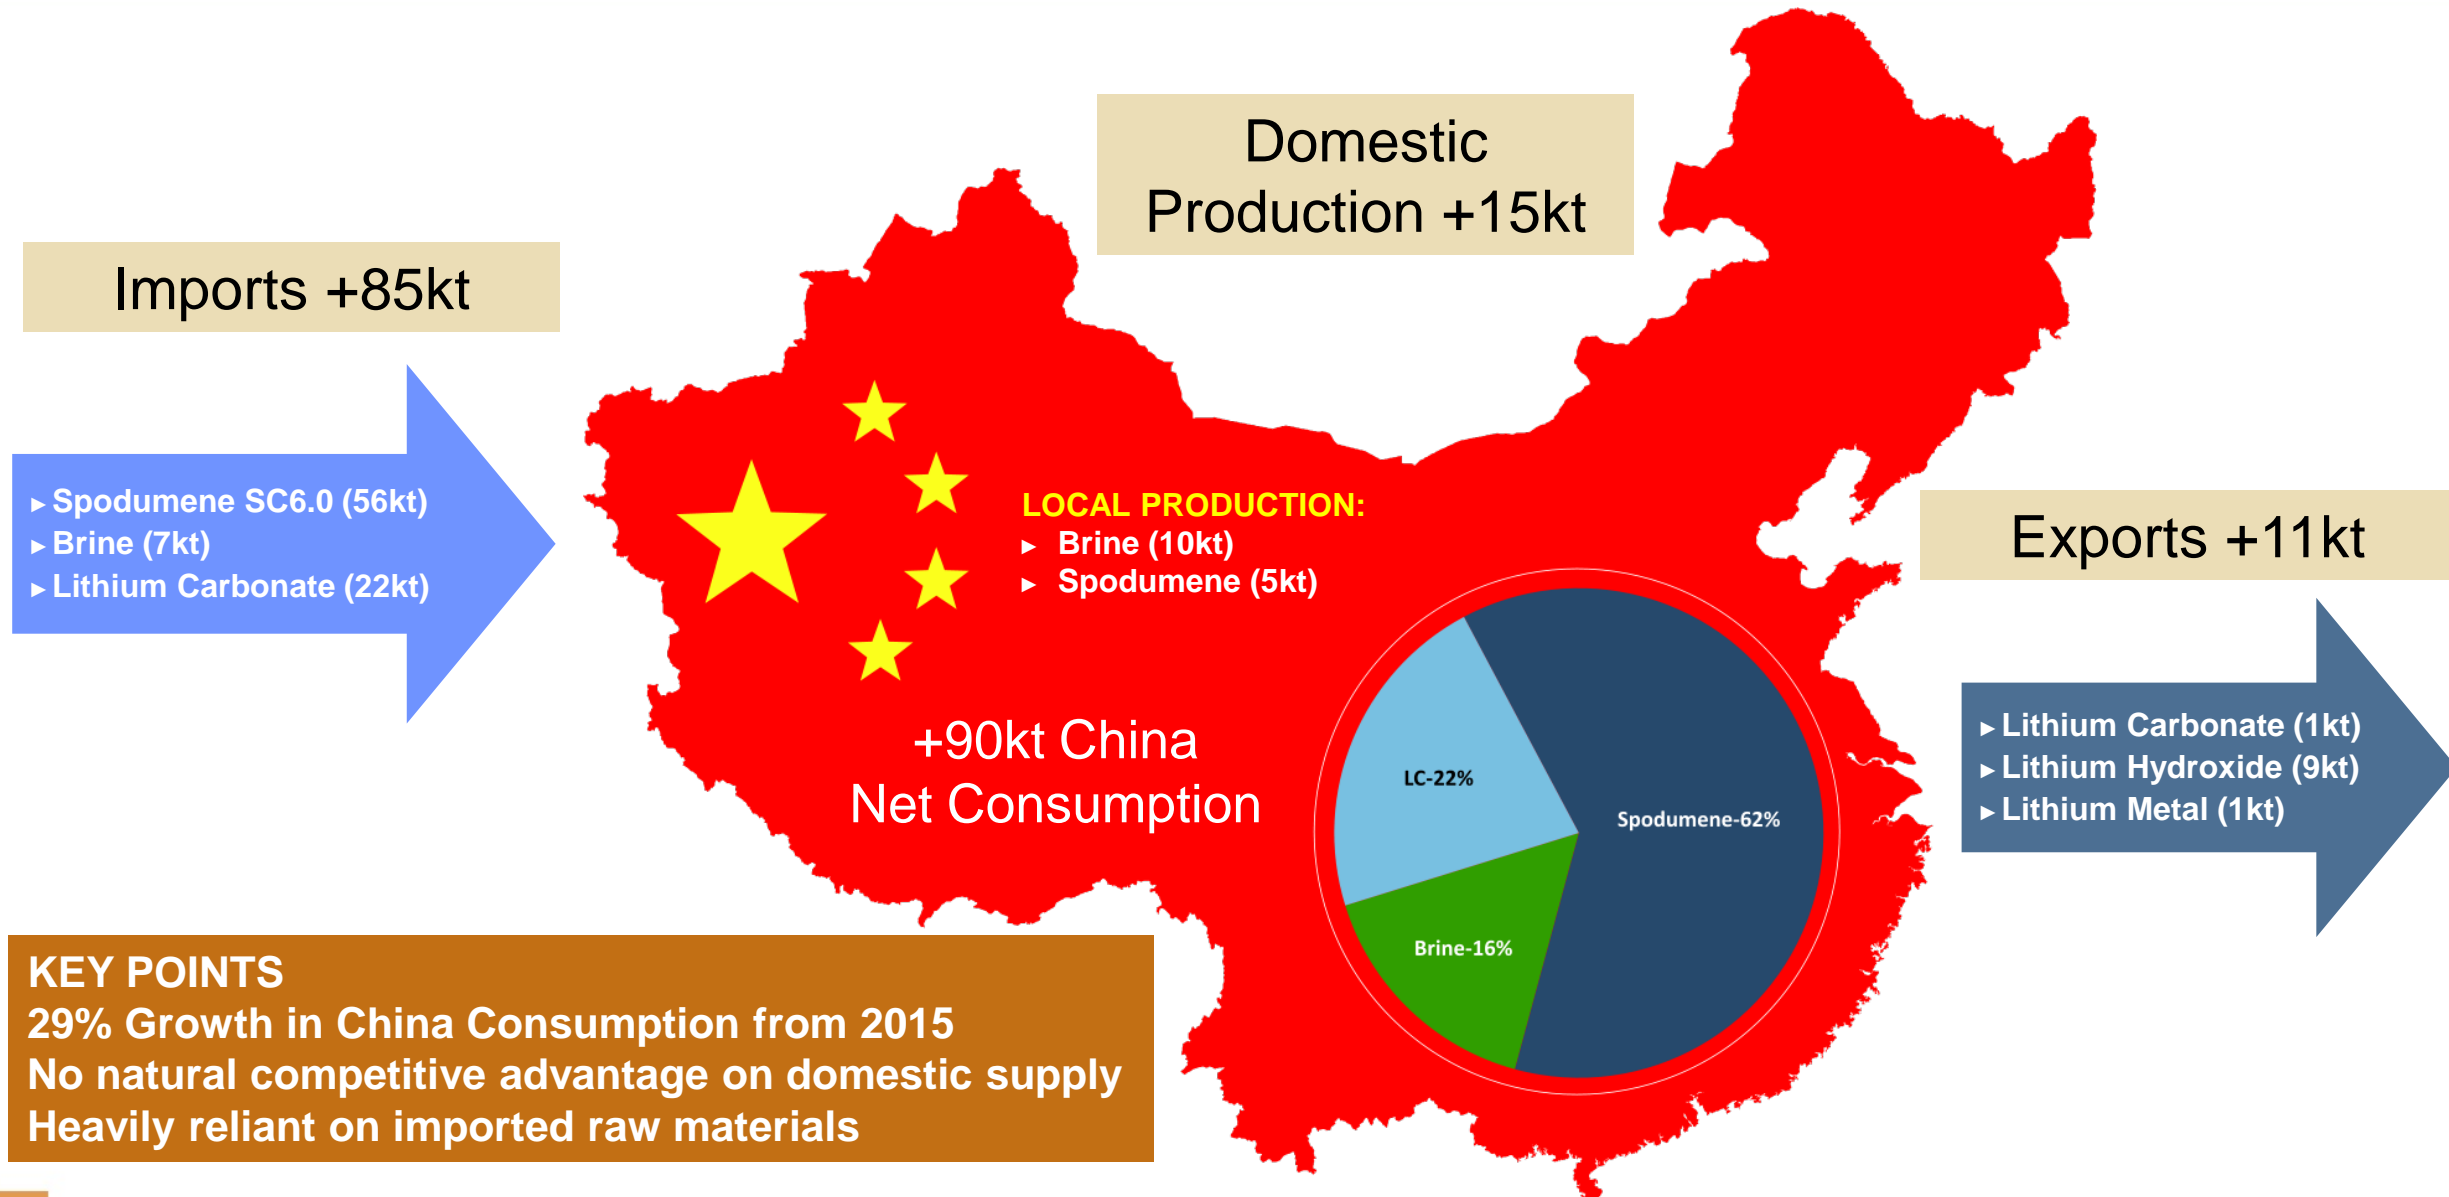 Domestic
Production +15kt
Imports +85kt
► Spodumene SC6.0 (56kt)
► Brine (7kt)
► Lithium Carbonate (22kt)
LOCAL PRODUCTION:
► Brine (10kt)
► Spodumene (5kt)
+90kt China
Net Consumption
LC-22%
Spodumene-62%
Brine-16%
Exports +11kt
► Lithium Carbonate (1kt)
► Lithium Hydroxide (9kt)
► Lithium Metal (1kt)
KEY POINTS
29% Growth in China Consumption from 2015
No natural competitive advantage on domestic supply
Heavily reliant on imported raw materials